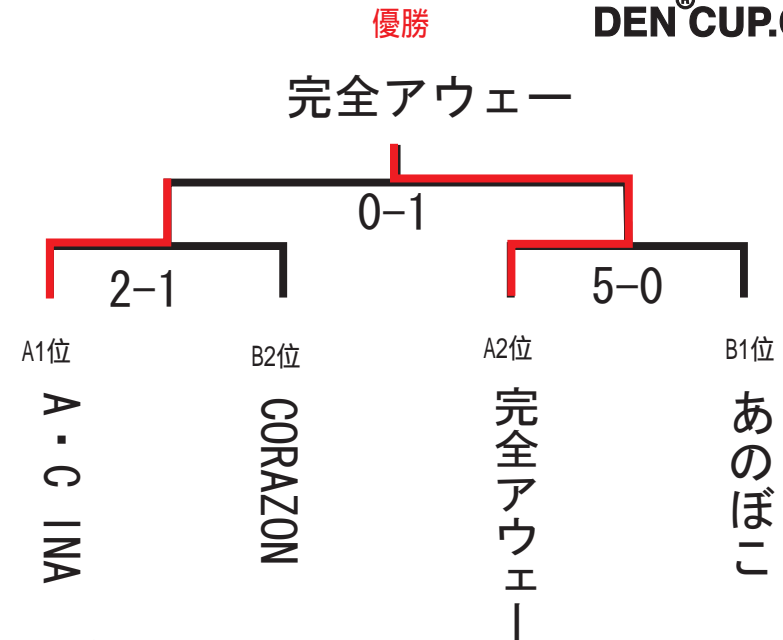 優勝
DEN®CUP.
完全アウェー
0-1
2-1
5-0
A1位
B2位
A2位
B1位
A・C INA
CORAZON
完全アウェー
あのぼこ